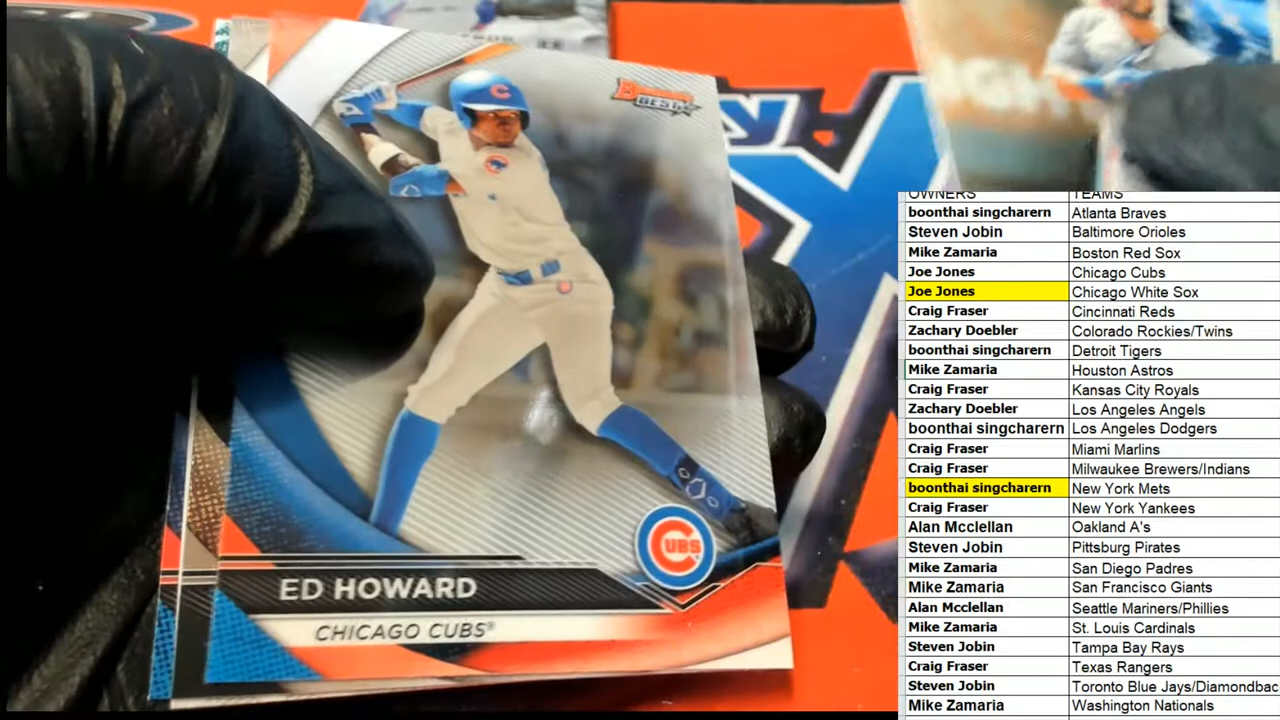 BOWMAN'S BEST
C
CUBS
ED HOWARD
CHICAGO CUBS®
OWNERS TEAMS
boonthai singcharern Atlanta Braves
Steven Jobin Baltimore Orioles
Mike Zamaria Boston Red Sox
Joe Jones Chicago Cubs
Joe Jones Chicago White Sox
Craig Fraser Cincinnati Reds
Zachary Doebler Colorado Rockies/Twins
boonthai singcharern Detroit Tigers
Mike Zamaria Houston Astros
Craig Fraser Kansas City Royals
Zachary Doebler Los Angeles Angels
boonthai singcharern Los Angeles Dodgers
Craig Fraser Miami Marlins
Craig Fraser Milwaukee Brewers/Indians
boonthai singcharern New York Mets
Craig Fraser New York Yankees
Alan Mcclellan Oakland A's
Steven Jobin Pittsburg Pirates
Mike Zamaria San Diego Padres
Mike Zamaria San Francisco Giants
Alan Mcclellan Seattle Mariners/Phillies
Mike Zamaria St. Louis Cardinals
Steven Jobin Tampa Bay Rays
Craig Fraser Texas Rangers
Steven Jobin Toronto Blue Jays/Diamondbac
Mike Zamaria Washington Nationals